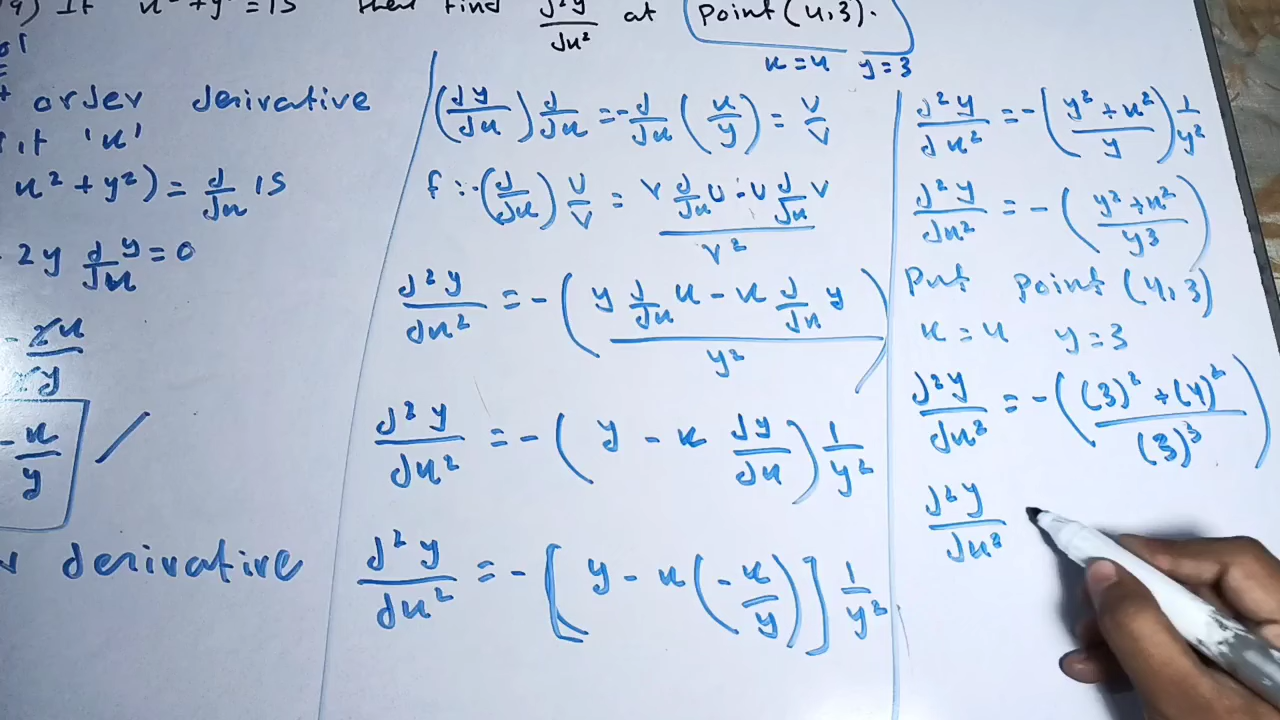 9) If x² + y² = 15 then find d²y/dx² at point (4,3).
x = 4 y = 3
order derivative
'x'
x² + y²) = d/dx 15
2y d/dx y = 0
- 2x/2y
- x/y
derivative
(dy/dx) d/dx = - d/dx (x/y) = U/V
f : - (d/dx) U/V = V d/dx U - U d/dx V / V²
d²y/dx² = - (y d/dx x - x d/dx y / y²)
d²y/dx² = - (y - x dy/dx) 1/y²
d²y/dx² = - [y - x (- x/y)] 1/y²
d²y/dx² = - (y² + x² / y) 1/y²
d²y/dx² = - (y² + x² / y3)
Put Point (4,3)
x = 4 y = 3
d²y/dx² = - ((3)² + (4)² / (3)³)
d²y/dx²